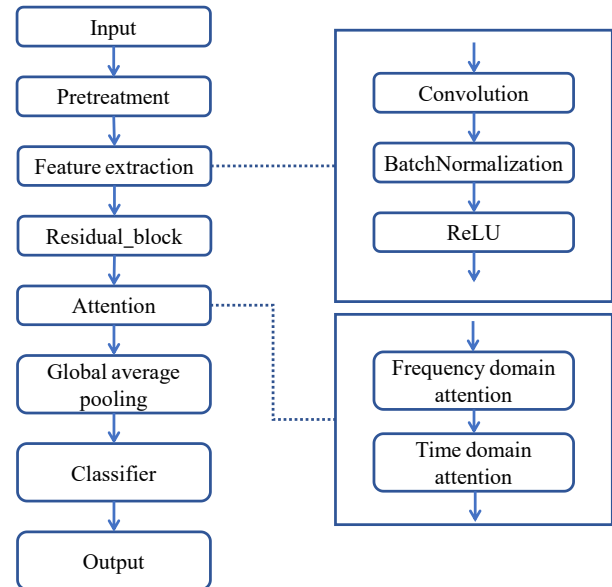 Input
Pretreatment
Feature extraction
Residual_block
Attention
Global average
pooling
Classifier
Output
Convolution
BatchNormalization
ReLU
Frequency domain
attention
Time domain
attention